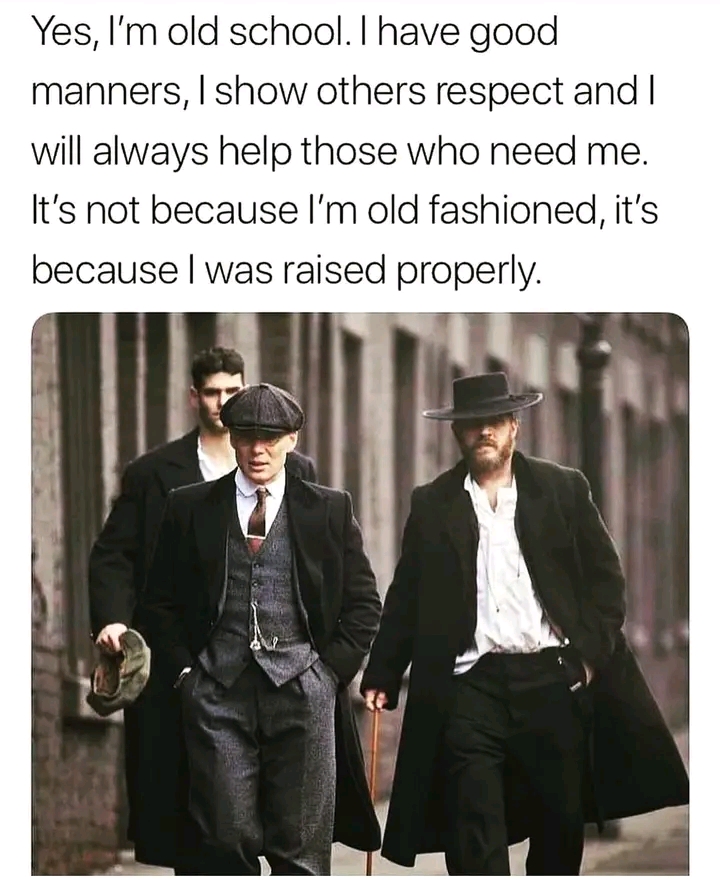 Yes, I'm old school. I have good
manners, I show others respect and I
will always help those who need me.
It's not because I'm old fashioned, it's
because I was raised properly.